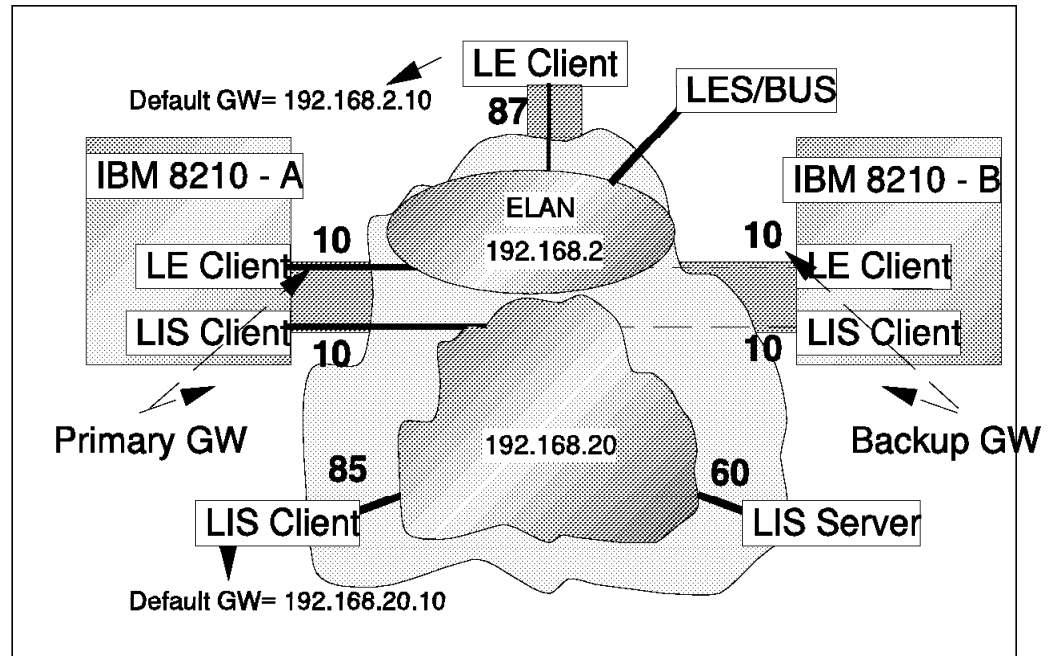 LE Client
Default GW= 192.168.2.10
87
LES/BUS
IBM 8210 - A
IBM 8210 - B
ELAN
192.168.2
10
10
LE Client
LE Client
LIS Client
LIS Client
10
10
Primary GW
Backup GW
192.168.20
85
60
LIS Client
LIS Server
Default GW= 192.168.20.10